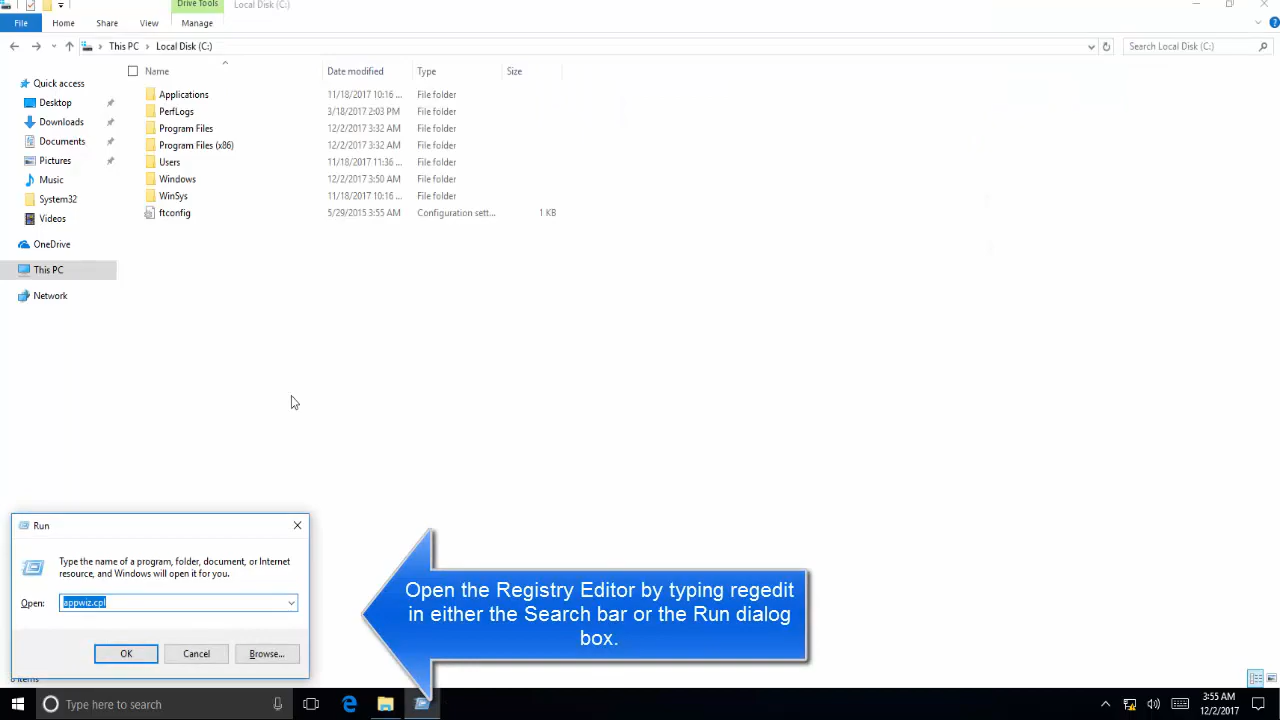 Drive Tools
Local Disk (C:)
File
Home
Share
View
Manage
This PC
Local Disk (C:)
Search Local Disk (C:)
Name
Date modified
Type
Size
Quick access
Desktop
Downloads
Documents
Pictures
Music
System32
Videos
OneDrive
This PC
Network
Applications 11/18/2017 10:16 ... File folder
PerfLogs 3/18/2017 2:03 PM File folder
Program Files 12/2/2017 3:32 AM File folder
Program Files (x86) 12/2/2017 3:32 AM File folder
Users 11/18/2017 11:36 ... File folder
Windows 12/2/2017 3:50 AM File folder
WinSys 11/18/2017 10:16 ... File folder
ftconfig 5/29/2015 3:55 AM Configuration sett... 1 KB
Run
Type the name of a program, folder, document, or Internet
resource, and Windows will open it for you.
Open:
appwiz.cpl
OK
Cancel
Browse...
Open the Registry Editor by typing regedit
in either the Search bar or the Run dialog
box.
items
Type here to search
3:55 AM
12/2/2017